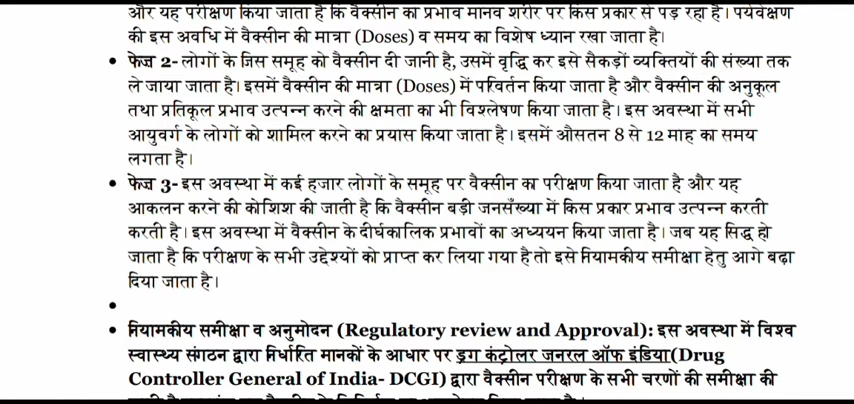 और यह परीक्षण किया जाता है कि वैक्सीन का प्रभाव मानव शरीर पर किस प्रकार से पड़ रहा है। पर्यवेक्षण
की इस अवधि में वैक्सीन की मात्रा (Doses) व समय का विशेष ध्यान रखा जाता है।
• फेज 2- लोगों के जिस समूह को वैक्सीन दी जानी है, उसमें वृद्धि कर इसे सैकड़ों व्यक्तियों की संख्या तक
ले जाया जाता है। इसमें वैक्सीन की मात्रा (Doses) में परिवर्तन किया जाता है और वैक्सीन की अनुकूल
तथा प्रतिकूल प्रभाव उत्पन्न करने की क्षमता का भी विश्लेषण किया जाता है। इस अवस्था में सभी
आयुवर्ग के लोगों को शामिल करने का प्रयास किया जाता है। इसमें औसतन 8 से 12 माह का समय
लगता है।
• फेज 3- इस अवस्था में कई हजार लोगों के समूह पर वैक्सीन का परीक्षण किया जाता है और यह
आकलन करने की कोशिश की जाती है कि वैक्सीन बड़ी जनसँख्या में किस प्रकार प्रभाव उत्पन्न करती
करती है। इस अवस्था में वैक्सीन के दीर्घकालिक प्रभावों का अध्ययन किया जाता है। जब यह सिद्ध हो
जाता है कि परीक्षण के सभी उद्देश्यों को प्राप्त कर लिया गया है तो इसे नियामकीय समीक्षा हेतु आगे बढ़ा
दिया जाता है।
•
• नियामकीय समीक्षा व अनुमोदन (Regulatory review and Approval): इस अवस्था में विश्व
स्वास्थ्य संगठन द्वारा निर्धारित मानकों के आधार पर ड्रग कंट्रोलर जनरल ऑफ इंडिया(Drug
Controller General of India- DCGI) द्वारा वैक्सीन परीक्षण के सभी चरणों की समीक्षा की